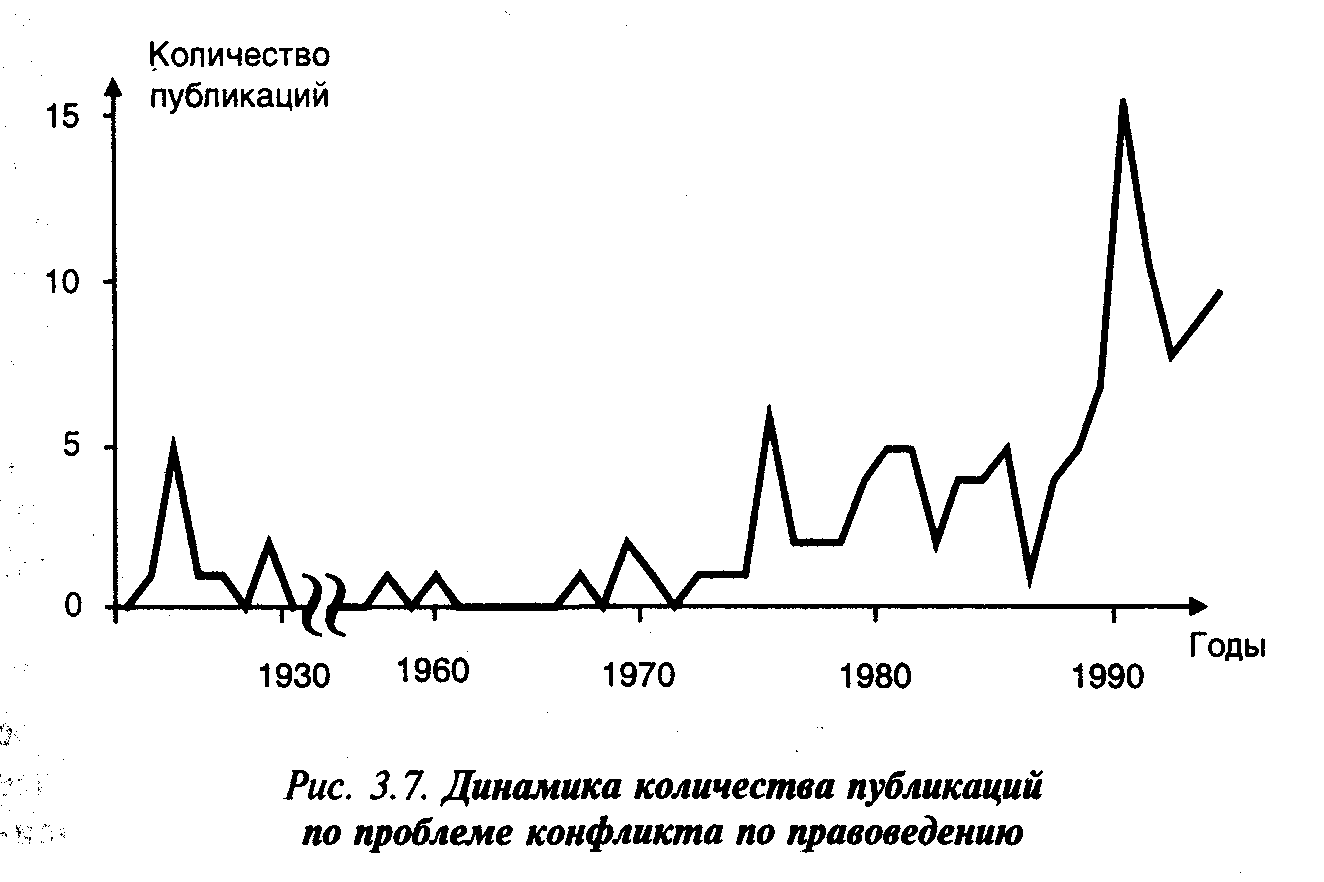 Количество
публикаций
15
10
5
0
1930 1960 1970 1980 1990
Годы
Рис. 3.7. Динамика количества публикаций
по проблеме конфликта по правоведению